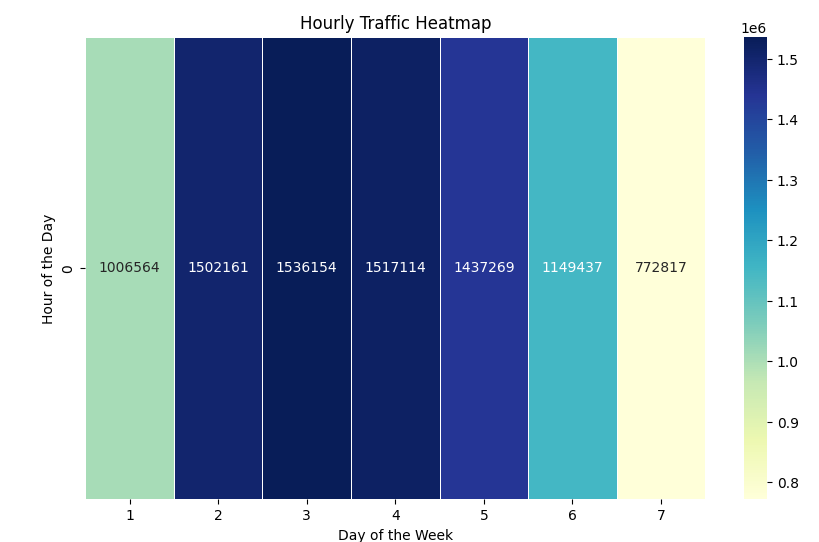 Hourly Traffic Heatmap
1e6
Hour of the Day
0
1006564 1502161 1536154 1517114 1437269 1149437 772817
1 2 3 4 5 6 7
Day of the Week
1.5
1.4
1.3
1.2
1.1
1.0
0.9
0.8